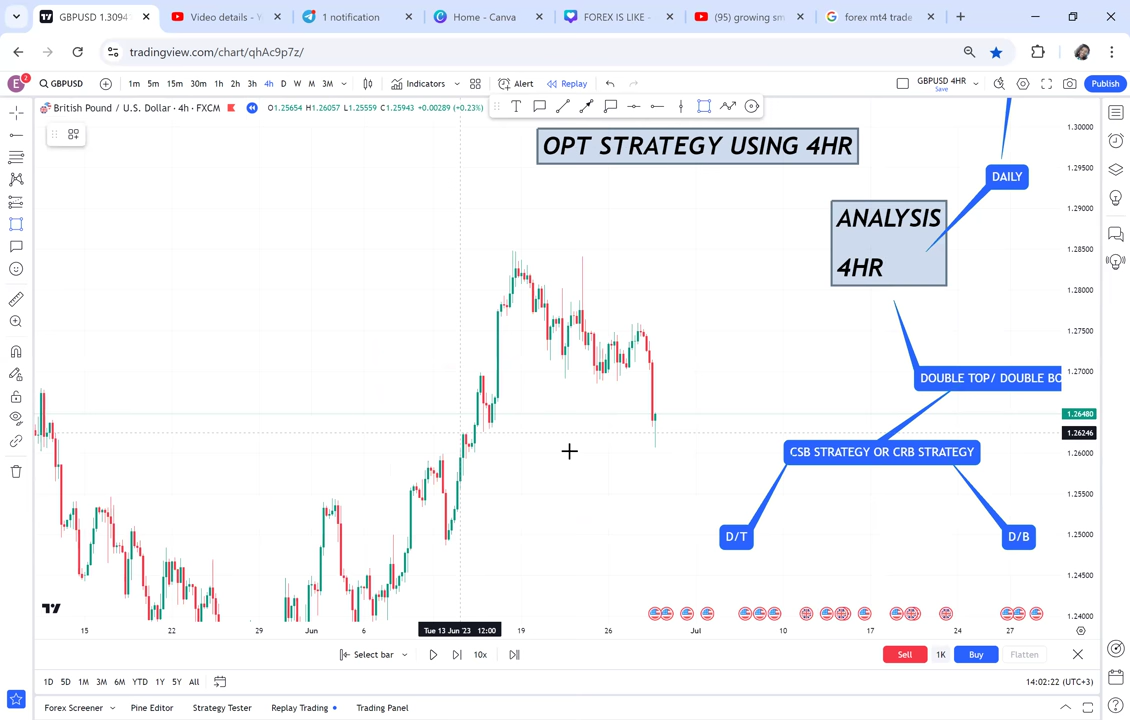 GBPUSD 1.3094
Video details -
1 notification
Home - Canva
FOREX IS LIKE -
(95) growing sm
forex mt4 trade
tradingview.com/chart/qhAc9p7z/
E
2
GBPUSD
1m 5m 15m 30m 1h 2h 3h 4h D W M 3M
Indicators
Alert
Replay
GBPUSD 4HR
Save
Publish
British Pound / U.S. Dollar · 4h · FXCM
O1.25654 H1.26057 L1.25559 C1.25943 +0.00289 (+0.23%)
OPT STRATEGY USING 4HR
DAILY
ANALYSIS
4HR
DOUBLE TOP/ DOUBLE BO
CSB STRATEGY OR CRB STRATEGY
D/T
D/B
1.30000
1.29500
1.29000
1.28500
1.28000
1.27500
1.27000
1.26480
1.26246
1.26000
1.25500
1.25000
1.24500
1.24000
15 22 29 Jun 6 Tue 13 Jun '23 12:00 19 26 Jul 10 17 24 27
Select bar
10x
Sell
1K
Buy
Flatten
1D 5D 1M 3M 6M YTD 1Y 5Y All
14:02:22 (UTC+3)
Forex Screener
Pine Editor
Strategy Tester
Replay Trading
Trading Panel